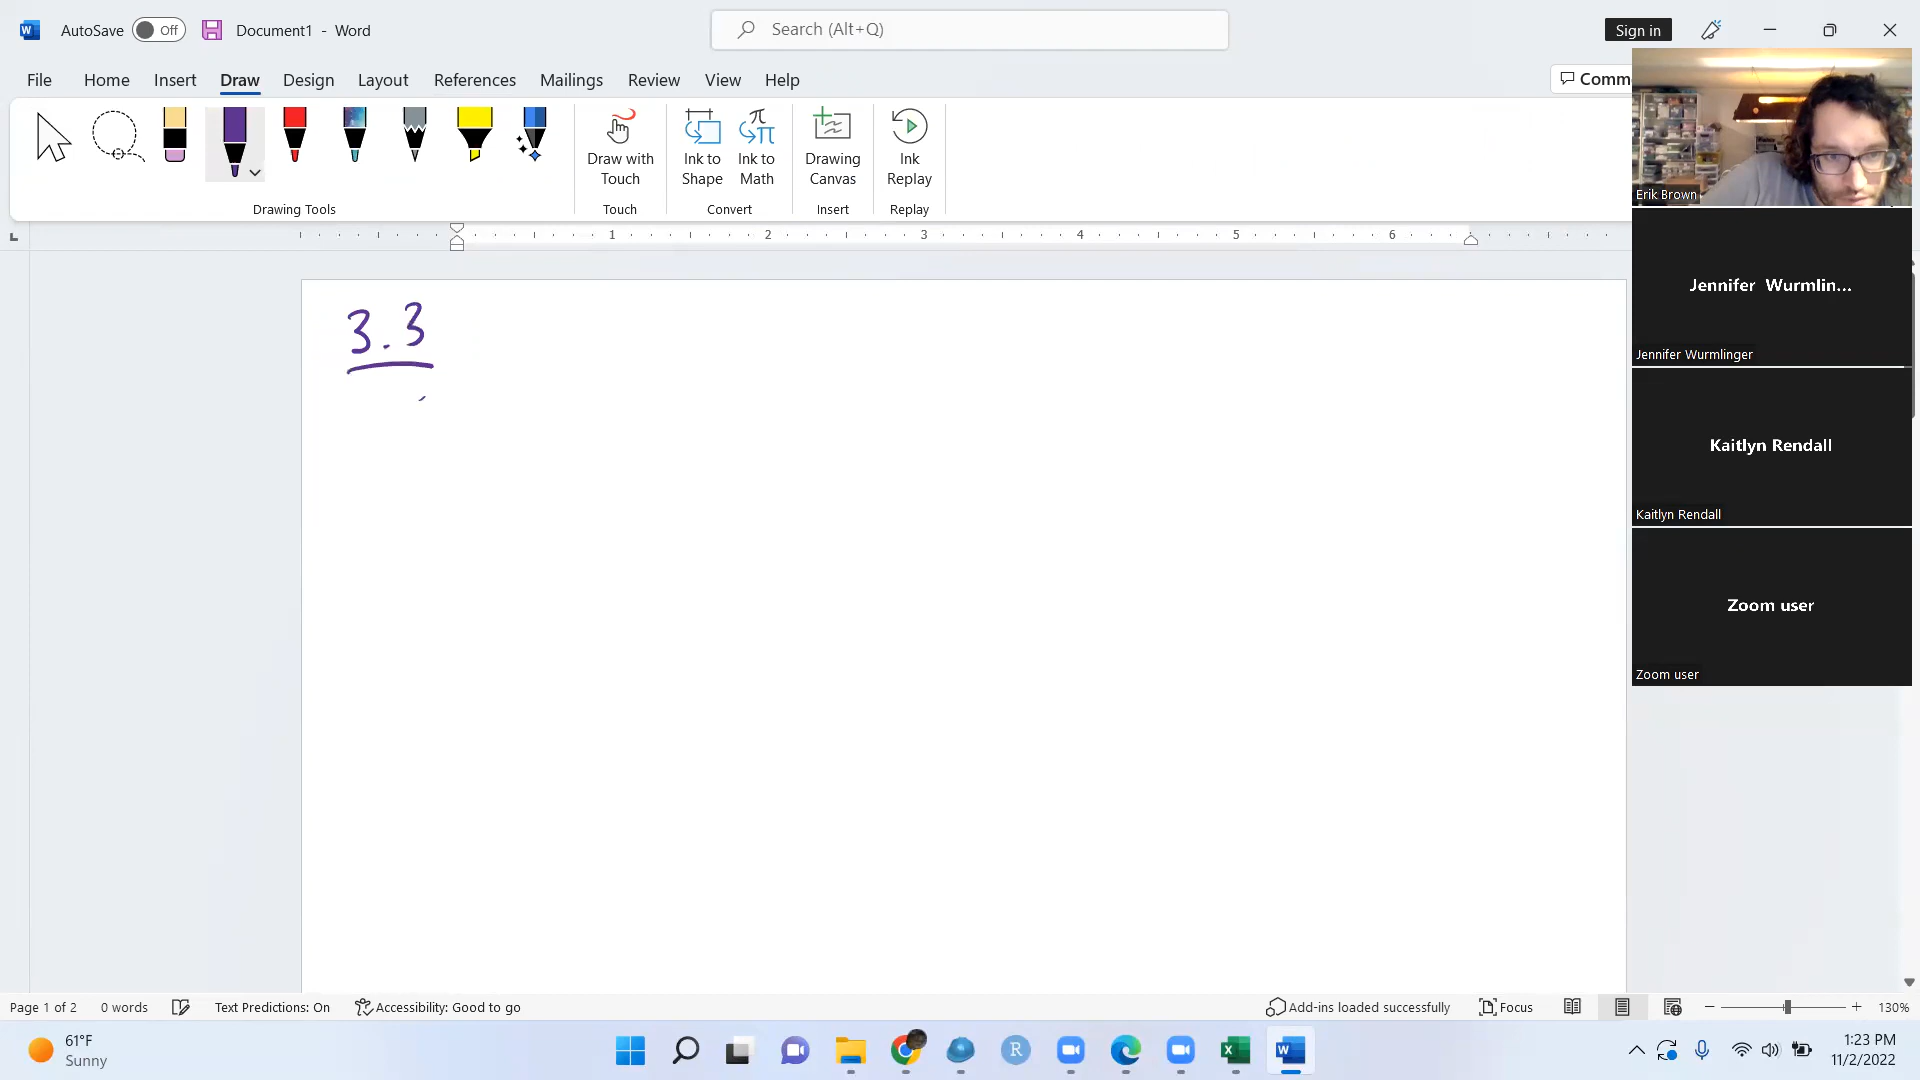 AutoSave Off Document1 - Word Search (Alt+Q) Sign in
File Home Insert Draw Design Layout References Mailings Review View Help Comm
Draw with Touch Ink to Shape Ink to Math Drawing Canvas Ink Replay
Drawing Tools Touch Convert Insert Replay
1 2 3 4 5 6
3.3
Erik Brown
Jennifer Wurmlin...
Jennifer Wurmlinger
Kaitlyn Rendall
Kaitlyn Rendall
Zoom user
Zoom user
Page 1 of 2 0 words Text Predictions: On Accessibility: Good to go Add-ins loaded successfully Focus 130%
61°F
Sunny
1:23 PM
11/2/2022